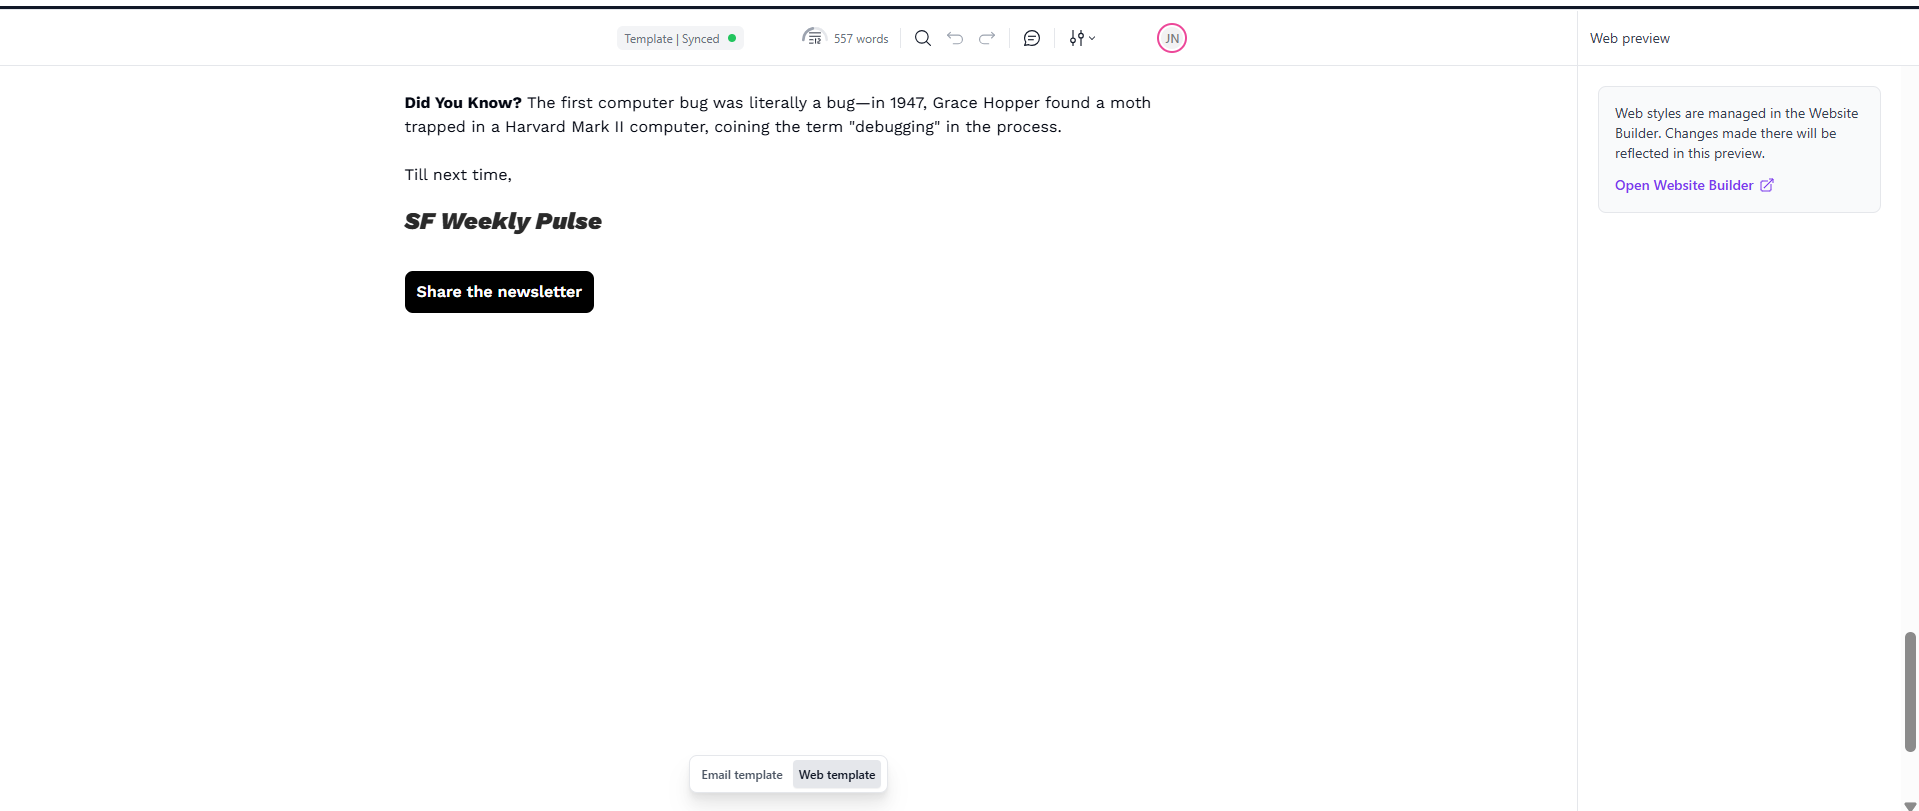 Template | Synced
557 words
JN
Web preview
Did You Know? The first computer bug was literally a bug—in 1947, Grace Hopper found a moth
trapped in a Harvard Mark II computer, coining the term "debugging" in the process.
Till next time,
SF Weekly Pulse
Share the newsletter
Web styles are managed in the Website
Builder. Changes made there will be
reflected in this preview.
Open Website Builder
Email template
Web template